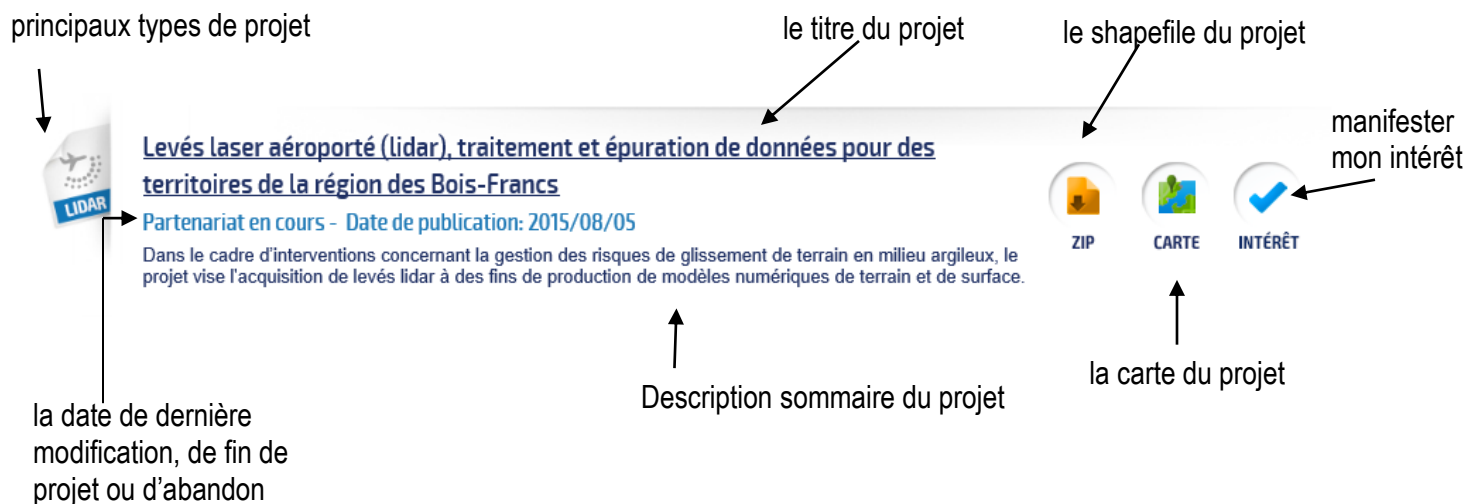 principaux types de projet
le titre du projet
le shapefile du projet
manifester
mon intérêt
LIDAR
Levés laser aéroporté (lidar), traitement et épuration de données pour des
territoires de la région des Bois-Francs
Partenariat en cours - Date de publication: 2015/08/05
Dans le cadre d'interventions concernant la gestion des risques de glissement de terrain en milieu argileux, le
projet vise l'acquisition de levés lidar à des fins de production de modèles numériques de terrain et de surface.
ZIP
CARTE
INTÉRÊT
la carte du projet
Description sommaire du projet
la date de dernière
modification, de fin de
projet ou d’abandon